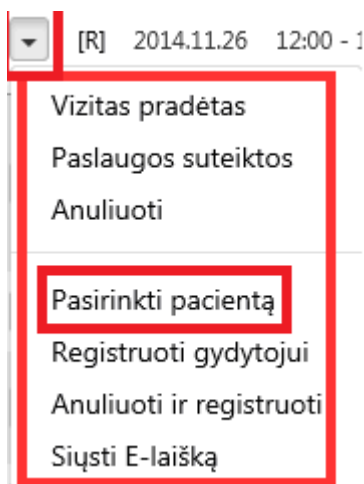 [R] 2014.11.26 12:00 - 1
Vizitas pradėtas
Paslaugos suteiktos
Anuliuoti
Pasirinkti pacientą
Registruoti gydytojui
Anuliuoti ir registruoti
Siųsti E-laišką